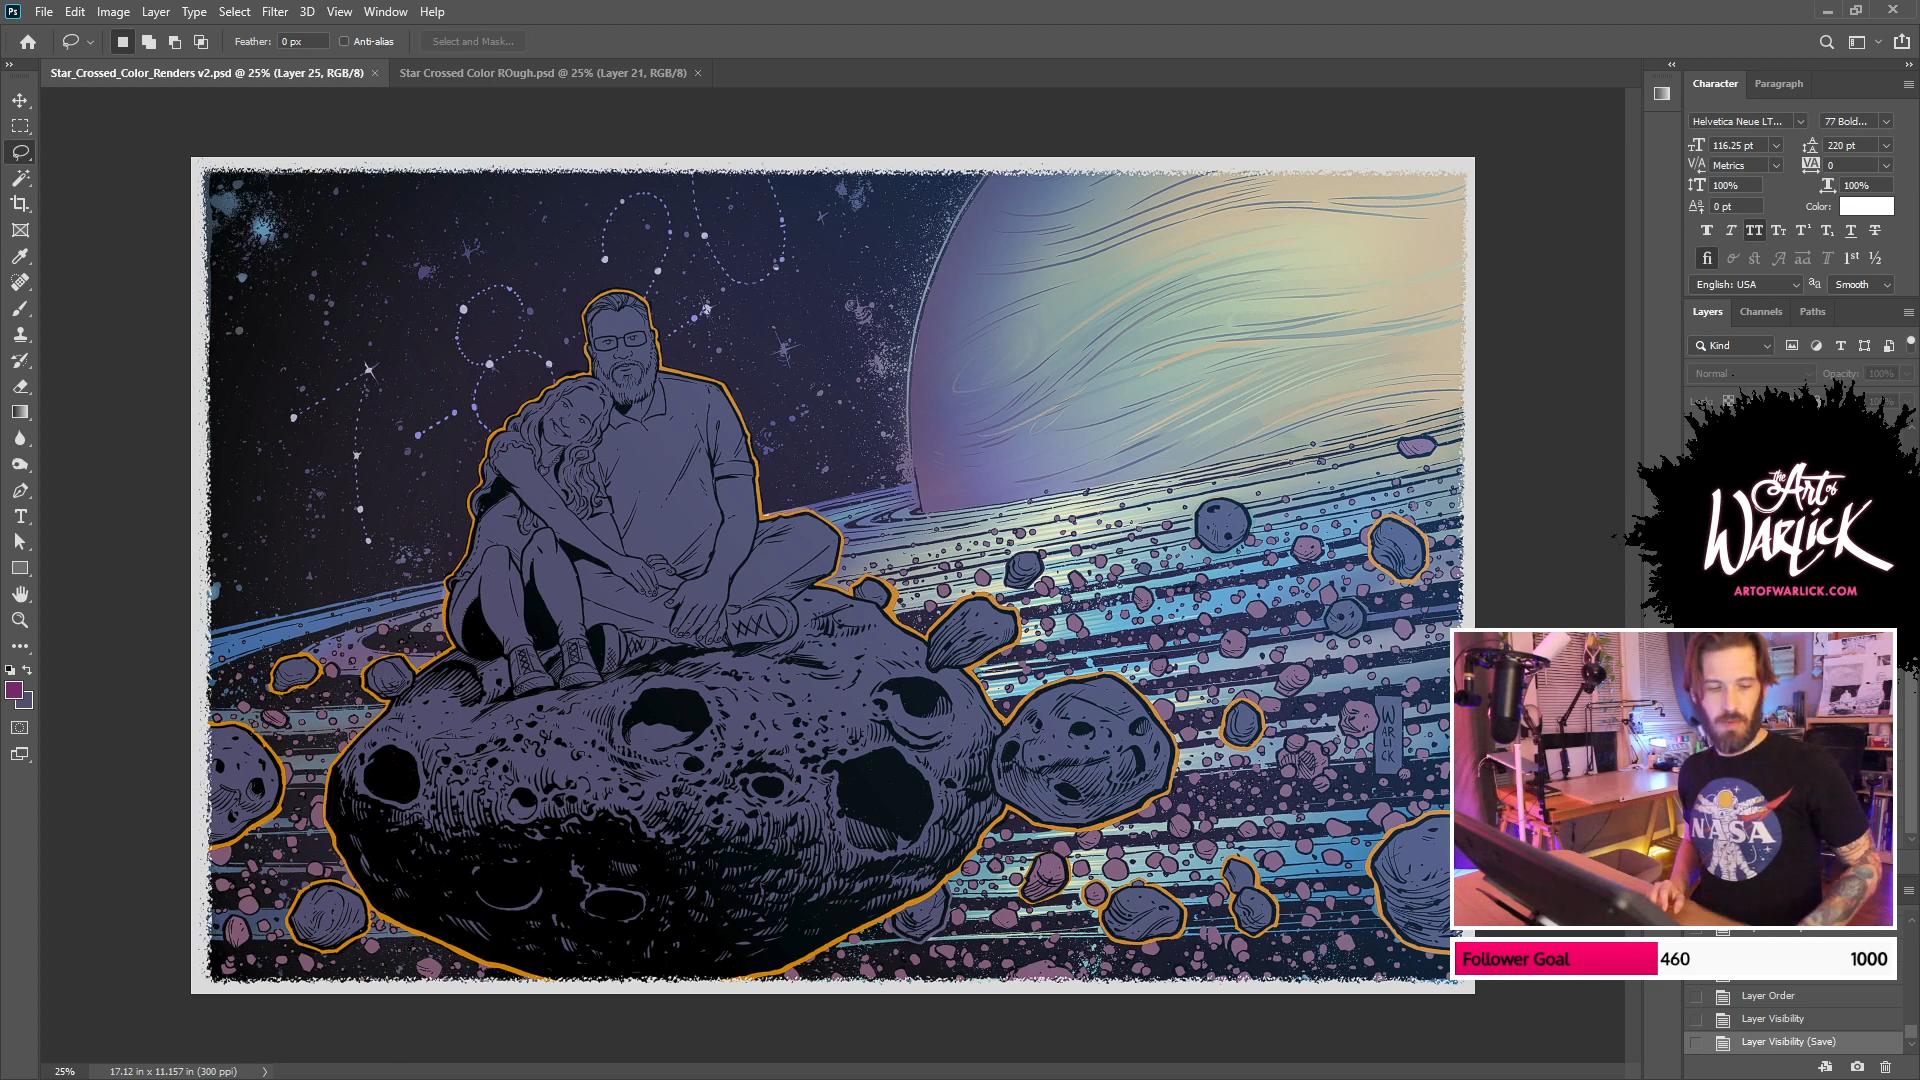 Ps File Edit Image Layer Type Select Filter 3D View Window Help
Feather: 0 px Anti-alias Select and Mask...
Star_Crossed_Color_Renders v2.psd @ 25% (Layer 25, RGB/8) × Star Crossed Color ROugh.psd @ 25% (Layer 21, RGB/8) ×
Character Paragraph
Helvetica Neue LT... 77 Bold...
116.25 pt 220 pt
Metrics 0
100% 100%
0 pt Color:
English: USA Smooth
Layers Channels Paths
Kind
Normal Opacity: 100%
the Art of
Warlick
ARTOFWARLICK.COM
WARLICK
NASA
Follower Goal 460 1000
Layer Order
Layer Visibility
Layer Visibility (Save)
25% 17.12 in x 11.157 in (300 ppi)